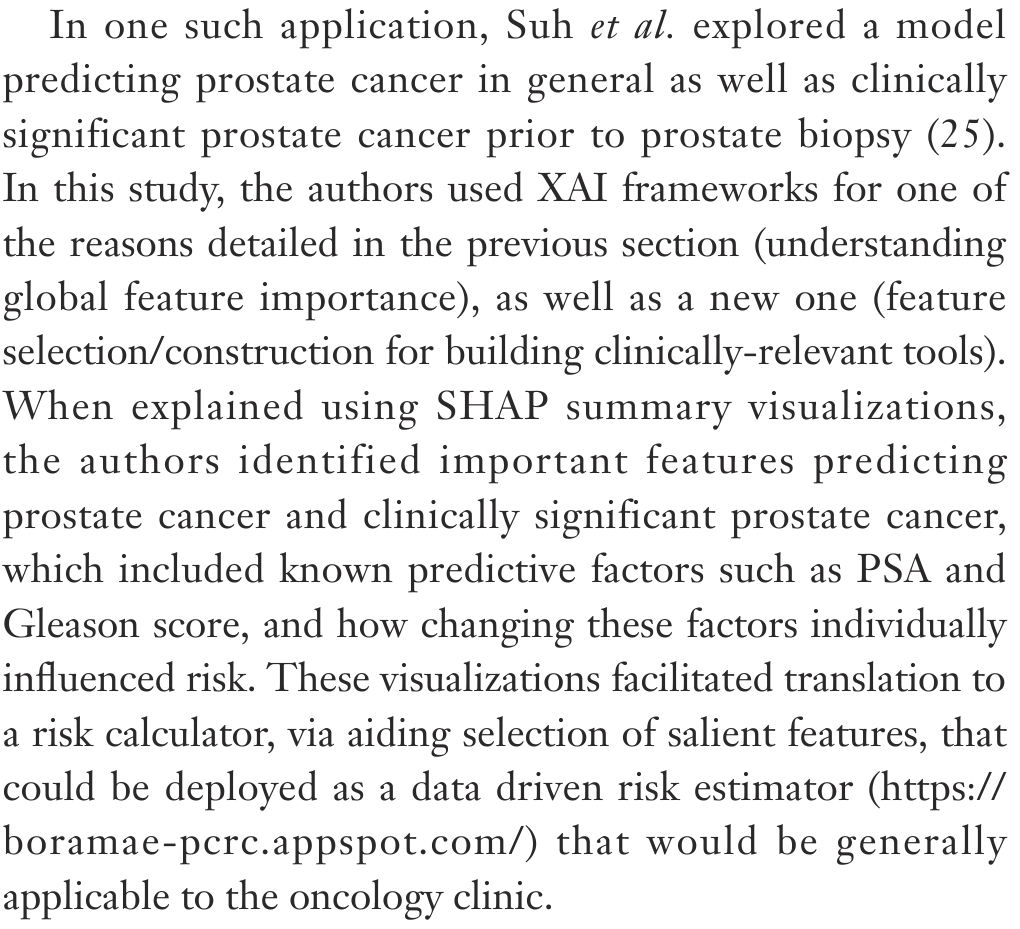 In one such application, Suh et al. explored a model
predicting prostate cancer in general as well as clinically
significant prostate cancer prior to prostate biopsy (25).
In this study, the authors used XAI frameworks for one of
the reasons detailed in the previous section (understanding
global feature importance), as well as a new one (feature
selection/construction for building clinically-relevant tools).
When explained using SHAP summary visualizations,
the authors identified important features predicting
prostate cancer and clinically significant prostate cancer,
which included known predictive factors such as PSA and
Gleason score, and how changing these factors individually
influenced risk. These visualizations facilitated translation to
a risk calculator, via aiding selection of salient features, that
could be deployed as a data driven risk estimator (https://
boramae-pcrc.appspot.com/) that would be generally
applicable to the oncology clinic.